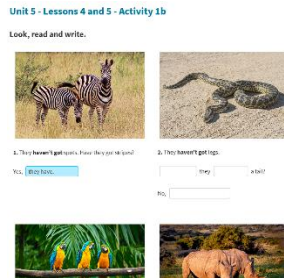 Unit 5 - Lessons 4 and 5 - Activity 1b
Look, read and write.
1. They haven't got spots. Have they got stripes?
Yes, they have.
2. They haven't got legs.
they a tail?
No,